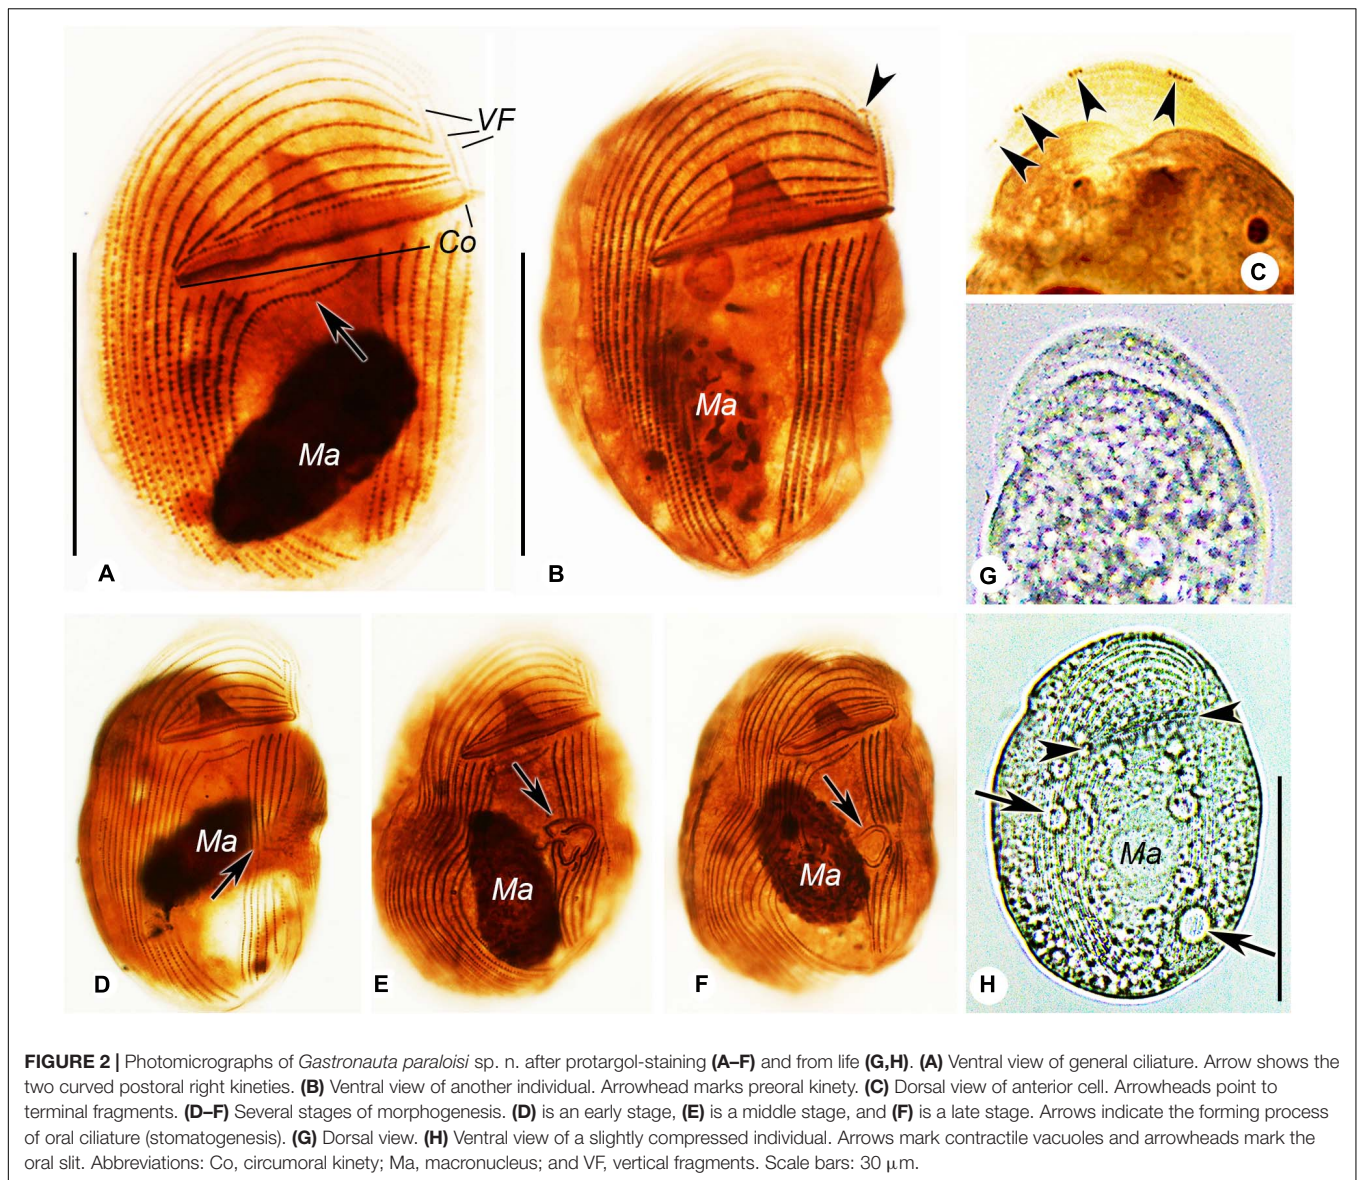 VF
Co
Ma
A
Ma
B
C
G
Ma
D
Ma
E
Ma
F
Ma
H
FIGURE 2 | Photomicrographs of Gastronauta paraloisi sp. n. after protargol-staining (A–F) and from life (G,H). (A) Ventral view of general ciliature. Arrow shows the
two curved postoral right kineties. (B) Ventral view of another individual. Arrowhead marks preoral kinety. (C) Dorsal view of anterior cell. Arrowheads point to
terminal fragments. (D–F) Several stages of morphogenesis. (D) is an early stage, (E) is a middle stage, and (F) is a late stage. Arrows indicate the forming process
of oral ciliature (stomatogenesis). (G) Dorsal view. (H) Ventral view of a slightly compressed individual. Arrows mark contractile vacuoles and arrowheads mark the
oral slit. Abbreviations: Co, circumoral kinety; Ma, macronucleus; and VF, vertical fragments. Scale bars: 30 μm.